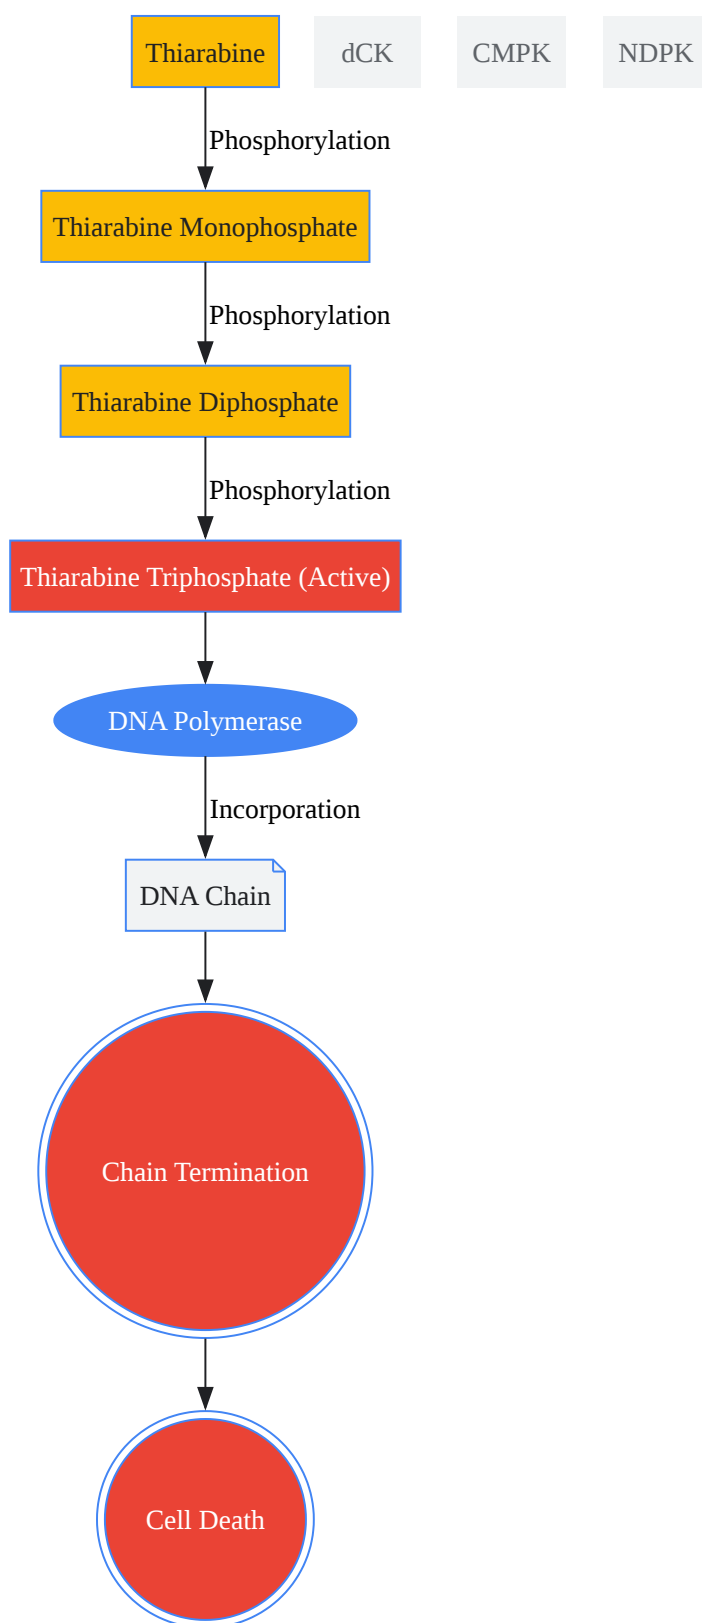 Thiarabine
dCK
CMPK
NDPK
Phosphorylation
Thiarabine Monophosphate
Phosphorylation
Thiarabine Diphosphate
Phosphorylation
Thiarabine Triphosphate (Active)
DNA Polymerase
Incorporation
DNA Chain
Chain Termination
Cell Death